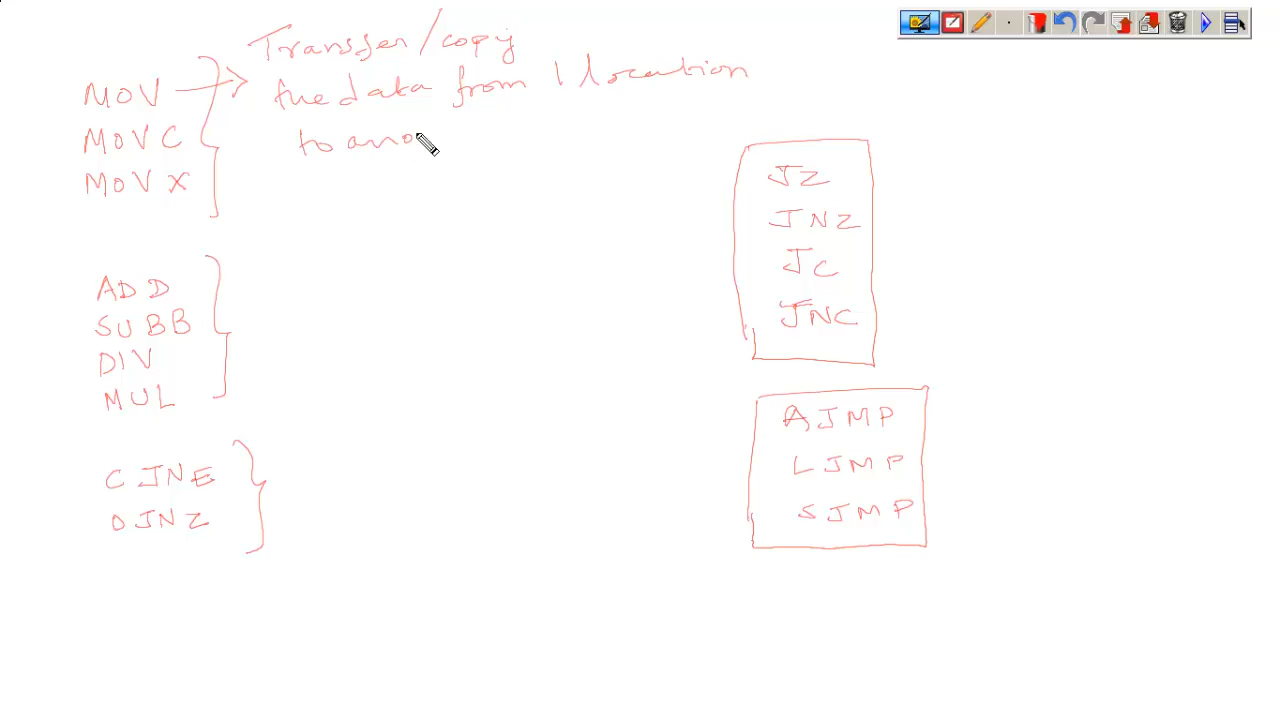 Transfer/copy
MOV → the data from 1 location
MOVC to ano
MOVX
JZ
JNZ
JC
JNC
ADD
SUBB
DIV
MUL
AJMP
LJMP
SJMP
CJNE
DJNZ